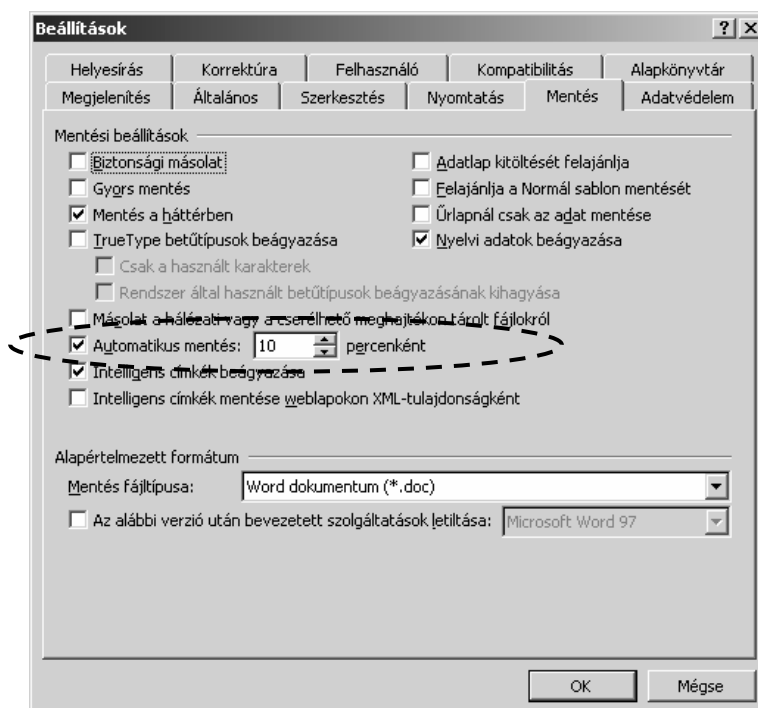 Beállítások
Helyesírás Korrektúra Felhasználó Kompatibilitás Alapkönyvtár
Megjelenítés Általános Szerkesztés Nyomtatás Mentés Adatvédelem
Mentési beállítások
Biztonsági másolat Adatlap kitöltését felajánlja
Gyors mentés Felajánlja a Normál sablon mentését
Mentés a háttérben Űrlapnál csak az adat mentése
TrueType betűtípusok beágyazása Nyelvi adatok beágyazása
Csak a használt karakterek
Rendszer által használt betűtípusok beágyazásának kihagyása
Másolat a hálózati vagy a cserélhető meghajtókon tárolt fájlokról
Automatikus mentés: 10 percenként
Intelligens címkék beágyazása
Intelligens címkék mentése weblapokon XML-tulajdonságként
Alapértelmezett formátum
Mentés fájltípusa: Word dokumentum (*.doc)
Az alábbi verzió után bevezetett szolgáltatások letiltása: Microsoft Word 97
OK Mégse